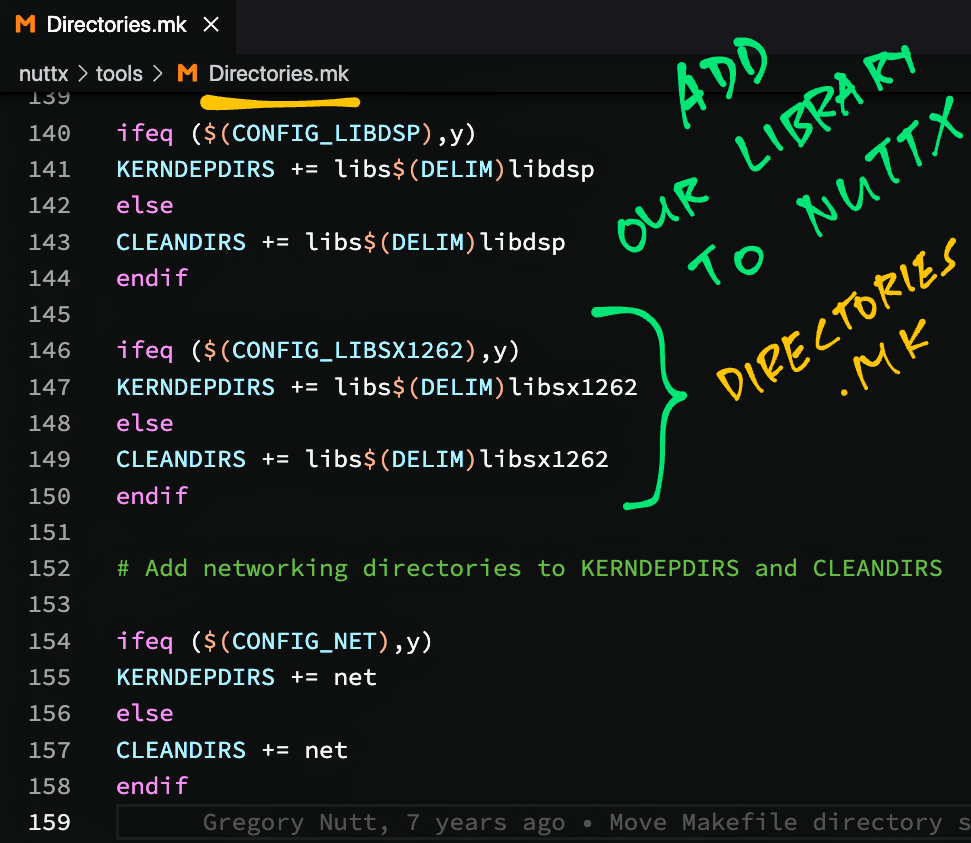 Directories.mk ×
nuttx > tools > Directories.mk
139
140 ifeq ($(CONFIG_LIBDSP),y)
141 KERNDEPDIRS += libs$(DELIM)libdsp
142 else
143 CLEANDIRS += libs$(DELIM)libdsp
144 endif
145
146 ifeq ($(CONFIG_LIBSX1262),y)
147 KERNDEPDIRS += libs$(DELIM)libsx1262
148 else
149 CLEANDIRS += libs$(DELIM)libsx1262
150 endif
151
152 # Add networking directories to KERNDEPDIRS and CLEANDIRS
153
154 ifeq ($(CONFIG_NET),y)
155 KERNDEPDIRS += net
156 else
157 CLEANDIRS += net
158 endif
159 Gregory Nutt, 7 years ago • Move Makefile directory s
ADD
OUR LIBRARY
TO NUTTX
DIRECTORIES
.MK